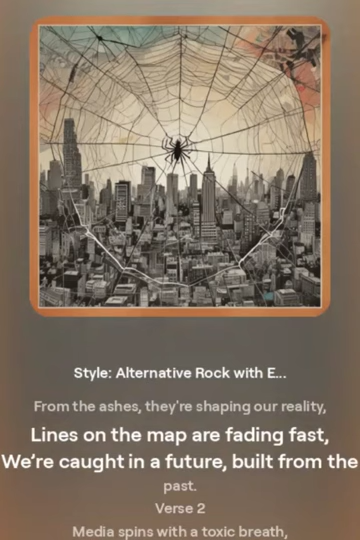 Style: Alternative Rock with E...
From the ashes, they're shaping our reality,
Lines on the map are fading fast,
We're caught in a future, built from the
past.
Verse 2
Media spins with a toxic breath,